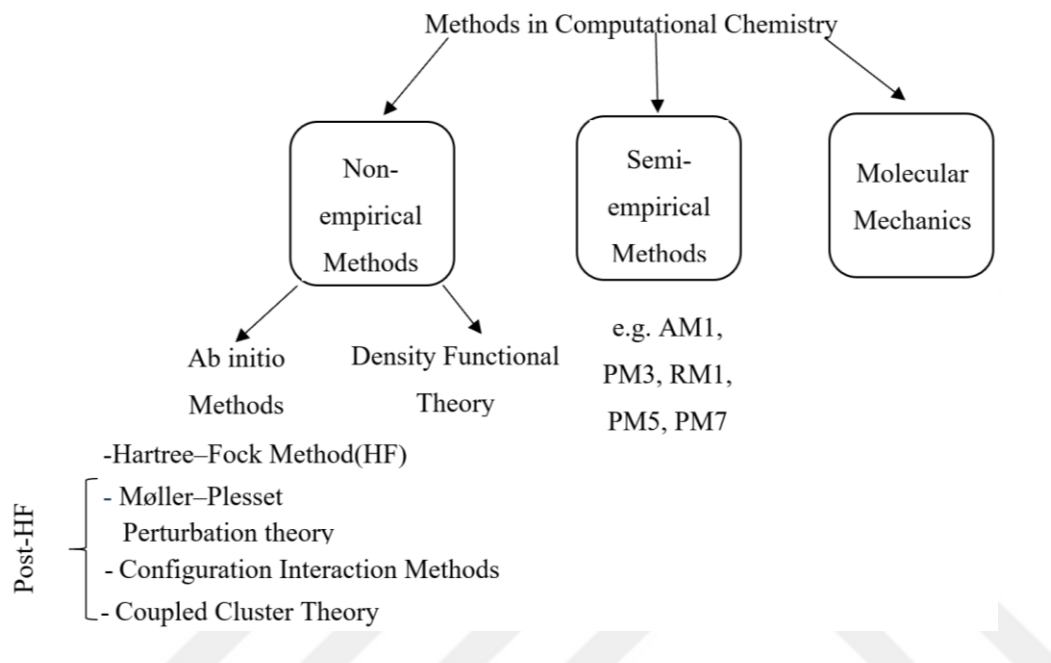 Methods in Computational Chemistry
Non-
empirical
Methods
Semi-
empirical
Methods
Molecular
Mechanics
Ab initio
Methods
Density Functional
Theory
e.g. AM1,
PM3, RM1,
PM5, PM7
-Hartree–Fock Method(HF)
Post-HF
- Møller–Plesset
Perturbation theory
- Configuration Interaction Methods
- Coupled Cluster Theory